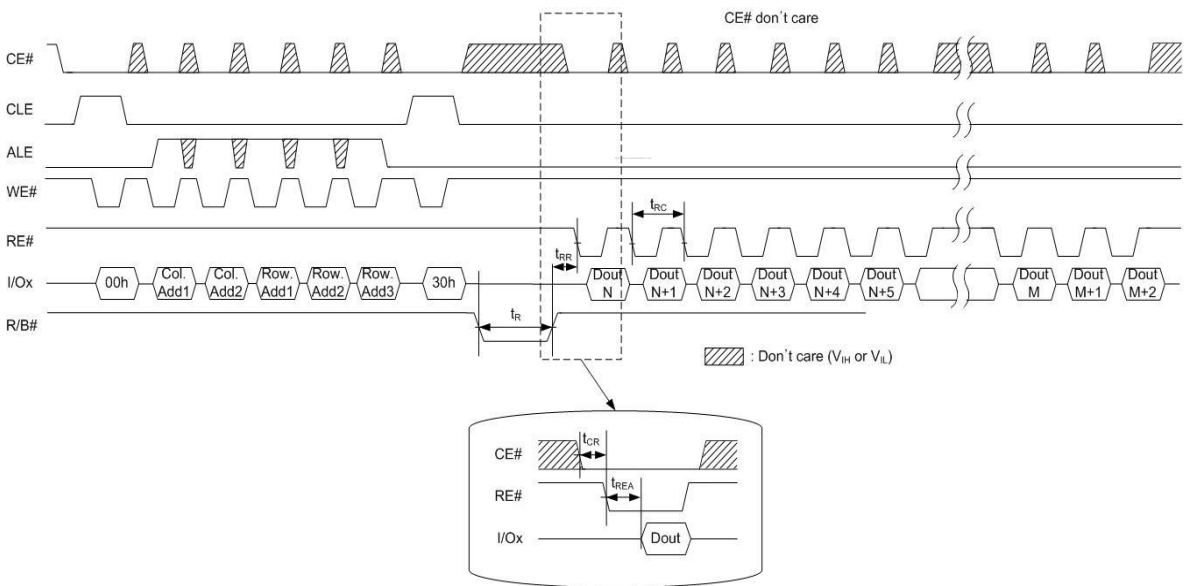 CE# don't care
CE#
CLE
ALE
WE#
RE#
tRC
tRR
I/Ox
00h
Col. Add1
Col. Add2
Row. Add1
Row. Add2
Row. Add3
30h
Dout N
Dout N+1
Dout N+2
Dout N+3
Dout N+4
Dout N+5
Dout M
Dout M+1
Dout M+2
R/B#
tR
: Don't care (VIH or VIL)
CE#
tCR
RE#
tREA
I/Ox
Dout